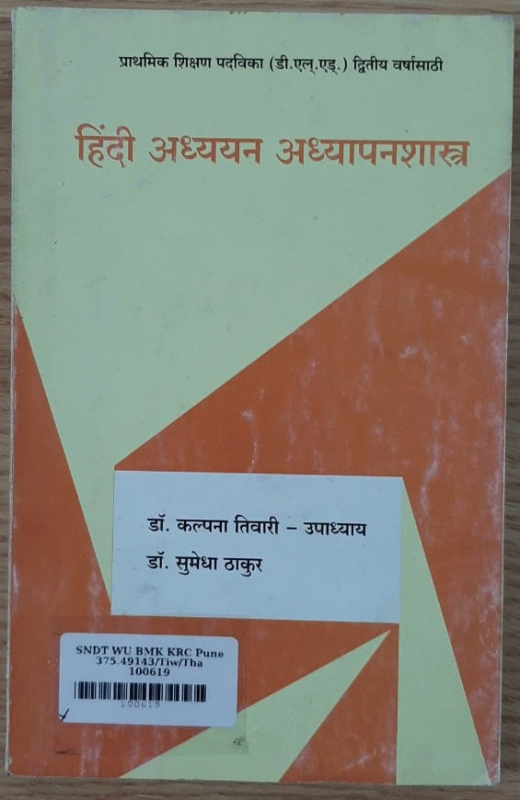 प्राथमिक शिक्षण पदविका (डी.एल्.एड्.) द्वितीय वर्षासाठी
हिंदी अध्ययन अध्यापनशास्त्र
डॉ. कल्पना तिवारी – उपाध्याय
डॉ. सुमेधा ठाकुर
SNDT WU BMK KRC Pune
375.49143/Tiw/Tha
100619
100619